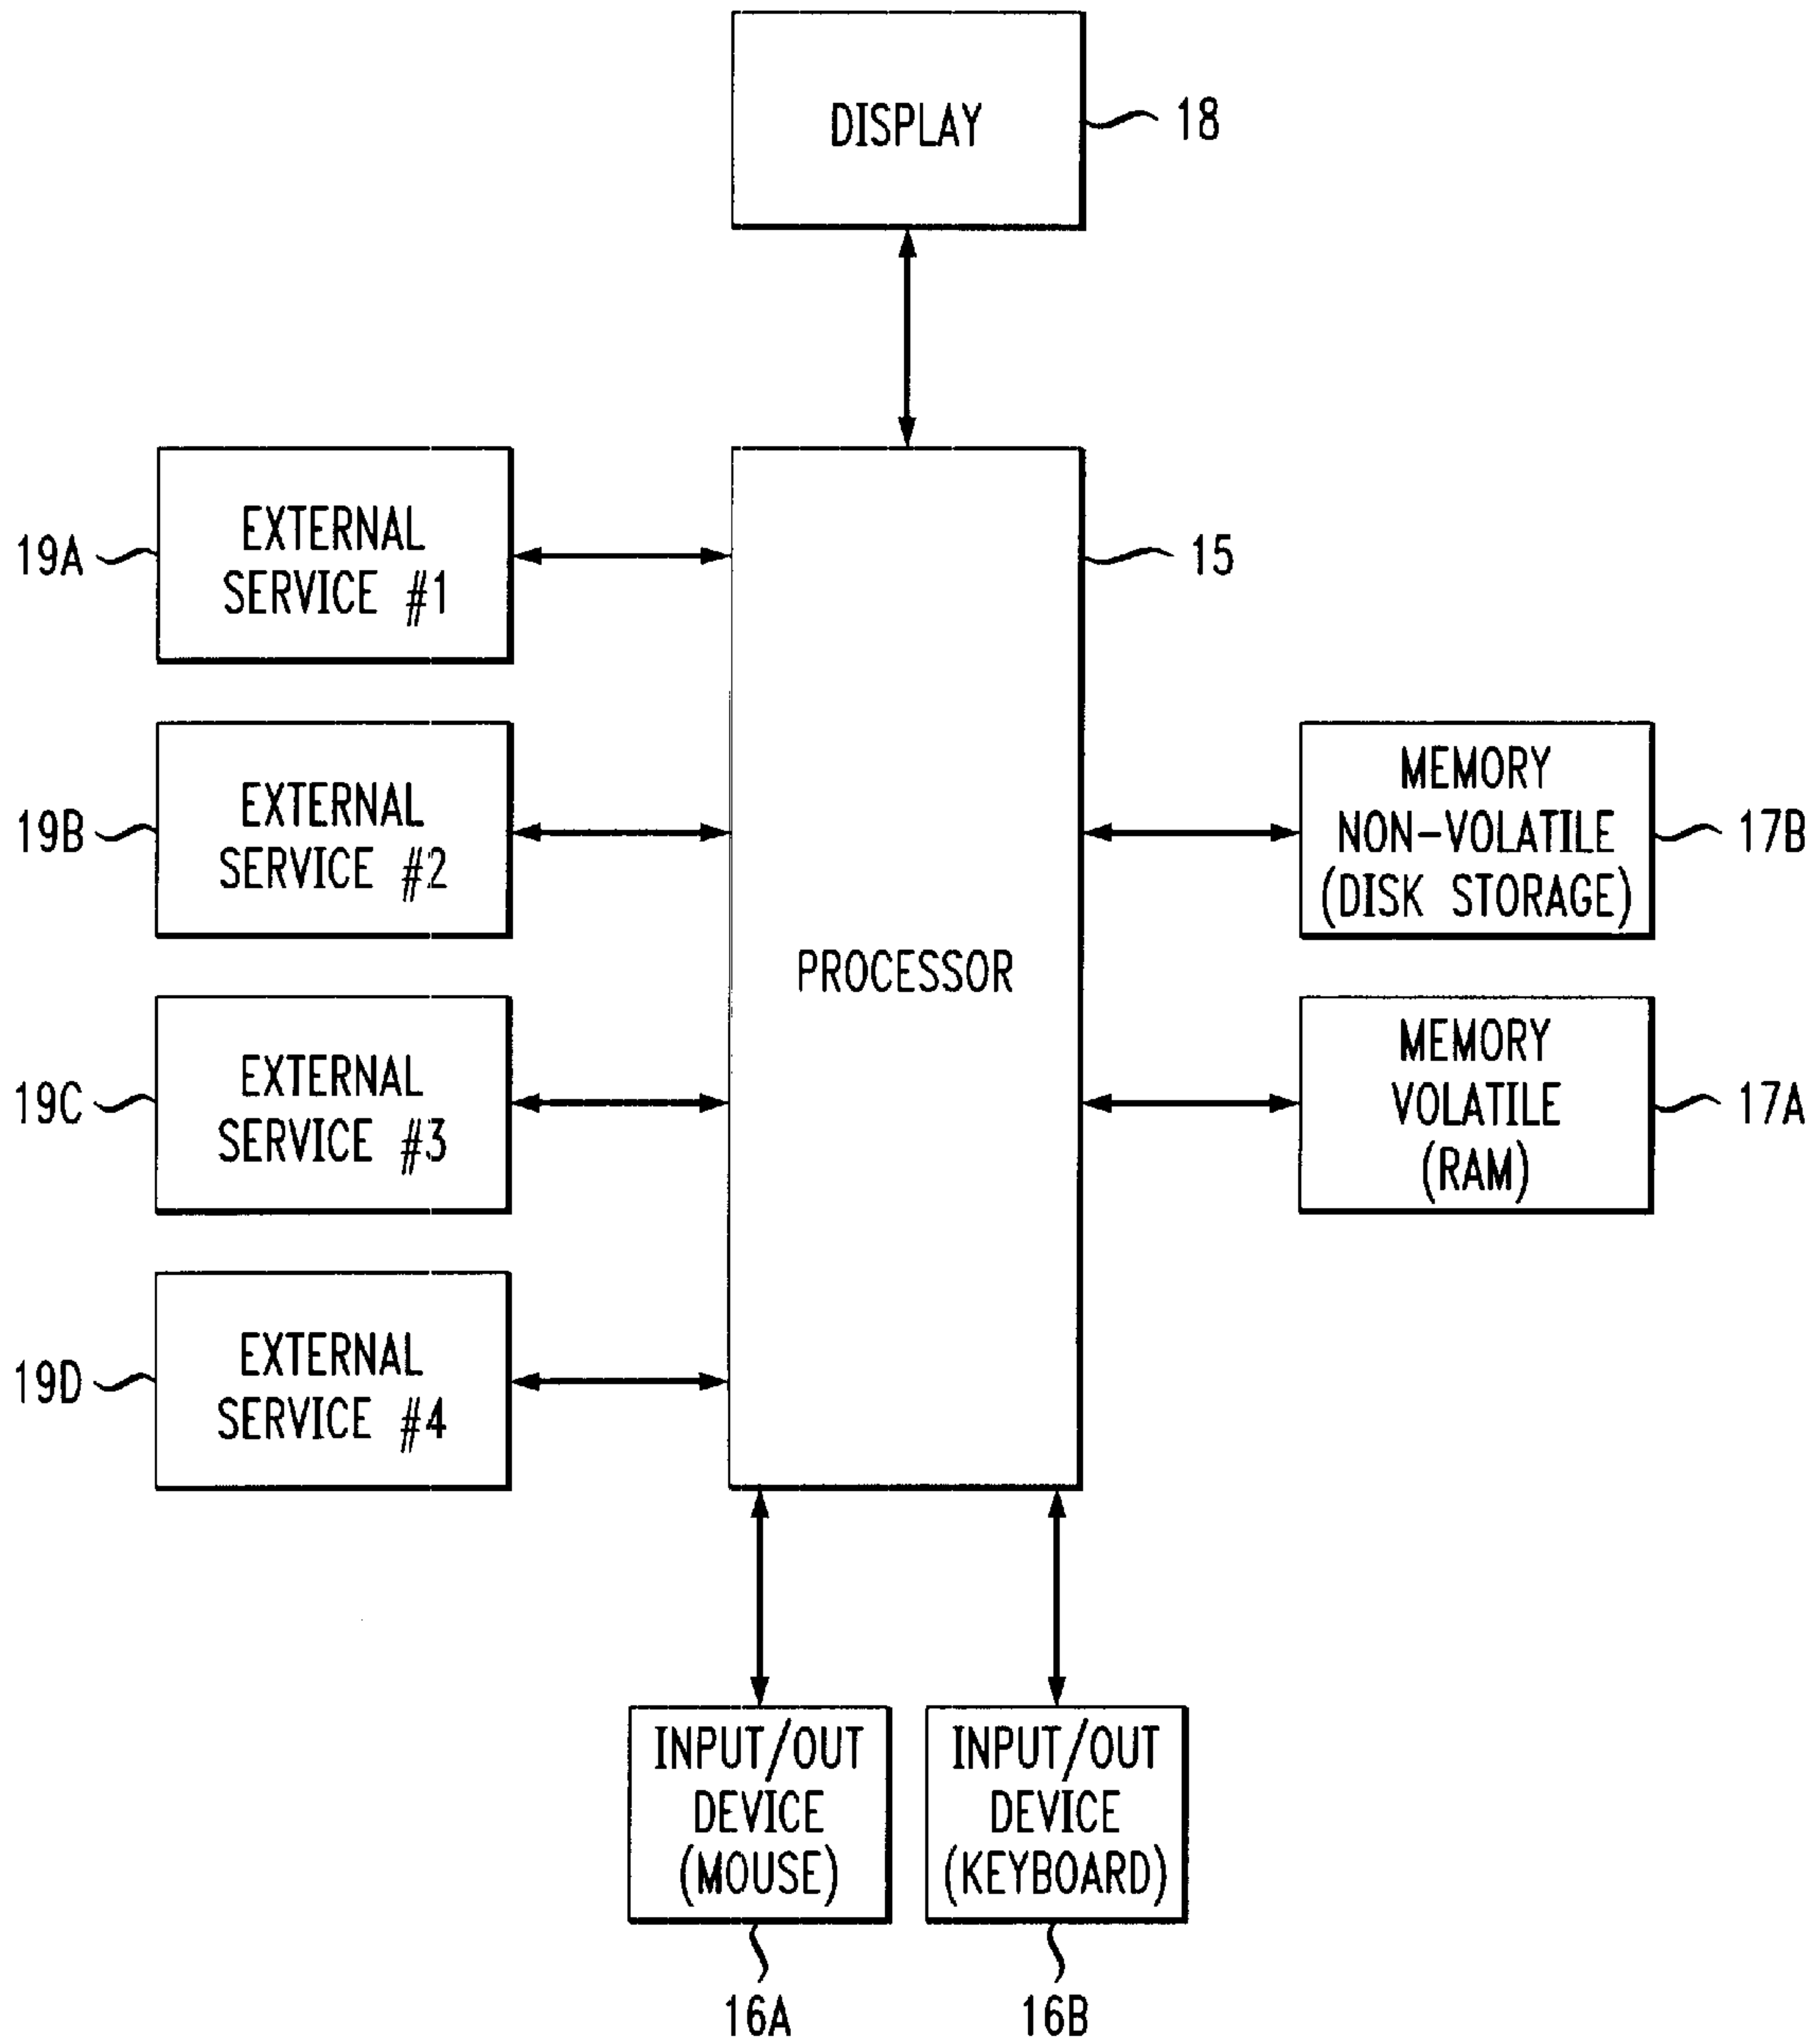 DISPLAY
18
EXTERNAL
SERVICE #1
19A
15
EXTERNAL
SERVICE #2
19B
MEMORY
NON-VOLATILE
(DISK STORAGE)
17B
PROCESSOR
EXTERNAL
SERVICE #3
19C
MEMORY
VOLATILE
(RAM)
17A
EXTERNAL
SERVICE #4
19D
INPUT/OUT
DEVICE
(MOUSE)
INPUT/OUT
DEVICE
(KEYBOARD)
16A
16B